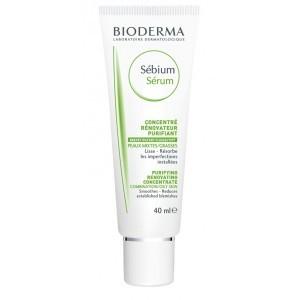 BIODERMA
LABORATOIRE DERMATOLOGIQUE
Sébium
Sérum
CONCENTRÉ
RÉNOVATEUR
PURIFIANT
PEAUX MIXTES/GRASSES
Lisse - Résorbe
les imperfections
installées
PURIFYING
RENOVATING
CONCENTRATE
COMBINATION/OILY SKIN
Smoothes - Reduces
established blemishes
40 ml ℮